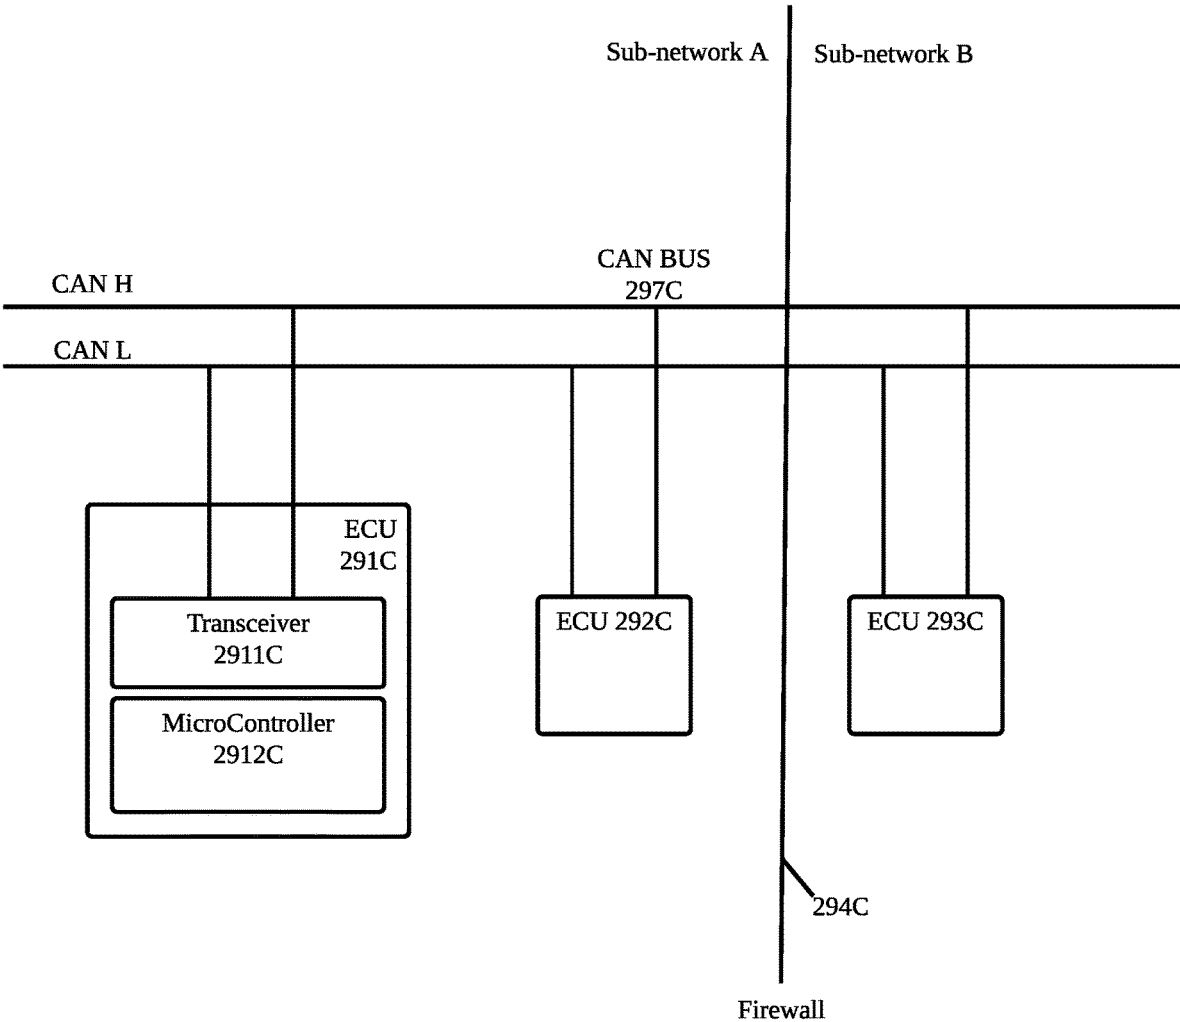 Sub-network A
Sub-network B
CAN BUS
297C
CAN H
CAN L
ECU
291C
Transceiver
2911C
MicroController
2912C
ECU 292C
ECU 293C
294C
Firewall